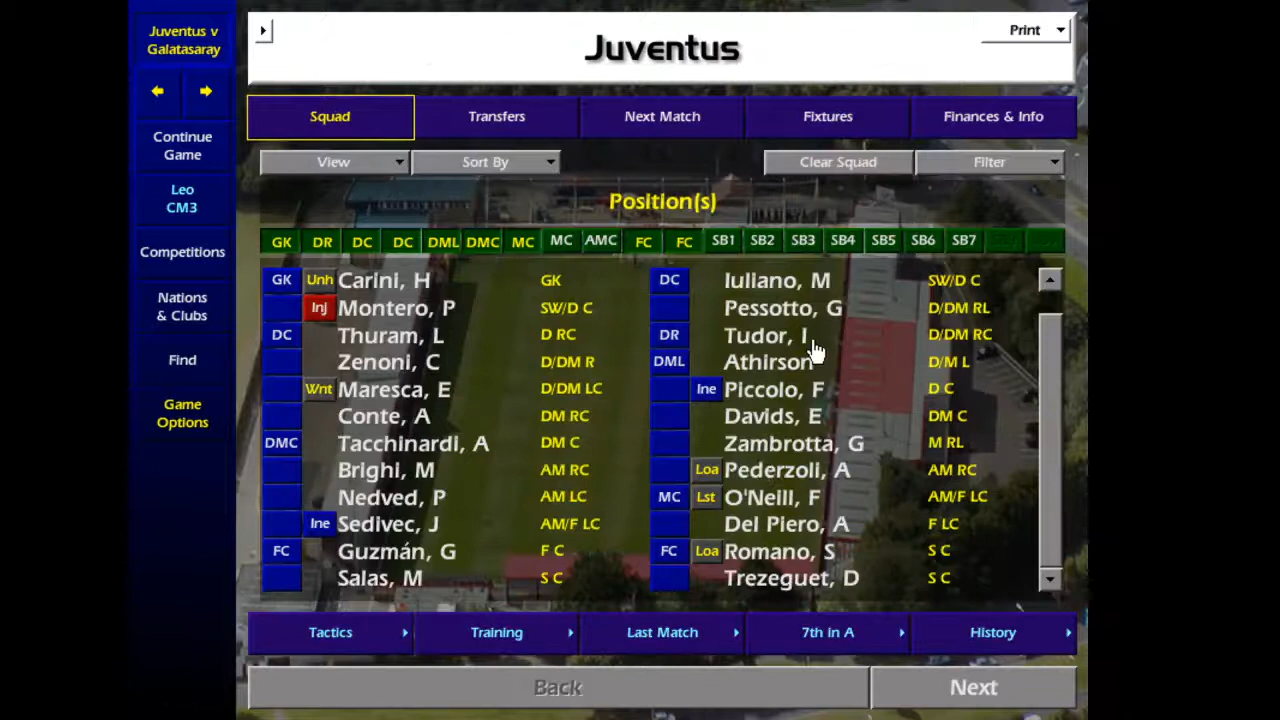 Juventus v
Galatasaray
Print
Juventus
Squad Transfers Next Match Fixtures Finances & Info
Continue
Game
View Sort By Clear Squad Filter
Leo
CM3
Position(s)
GK DR DC DC DML DMC MC MC AMC FC FC SB1 SB2 SB3 SB4 SB5 SB6 SB7
Competitions
GK Unh Carini, H GK DC Iuliano, M SW/D C
Nations
& Clubs
Inj Montero, P SW/D C Pessotto, G D/DM RL
DC Thuram, L D RC DR Tudor, I D/DM RC
Find
Zenoni, C D/DM R DML Athirson D/M L
Wnt Maresca, E D/DM LC Ine Piccolo, F D C
Game
Options
Conte, A DM RC Davids, E DM C
DMC Tacchinardi, A DM C Zambrotta, G M RL
Brighi, M AM RC Loa Pederzoli, A AM RC
Nedved, P AM LC MC Lst O'Neill, F AM/F LC
Ine Sedivec, J AM/F LC Del Piero, A F LC
FC Guzmán, G F C FC Loa Romano, S S C
Salas, M S C Trezeguet, D S C
Tactics Training Last Match 7th in A History
Back Next